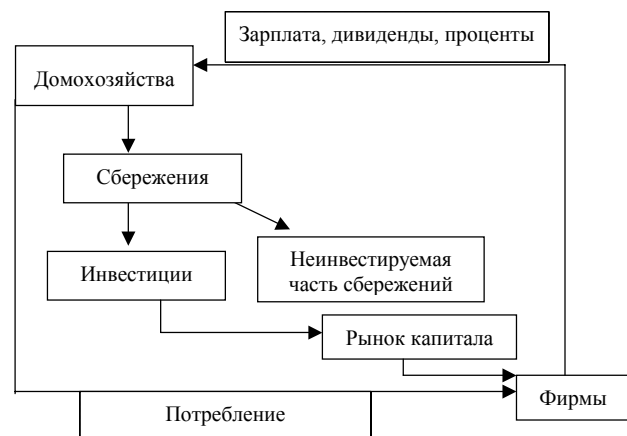 Зарплата, дивиденды, проценты
Домохозяйства
Сбережения
Инвестиции
Неинвестируемая
часть сбережений
Рынок капитала
Фирмы
Потребление